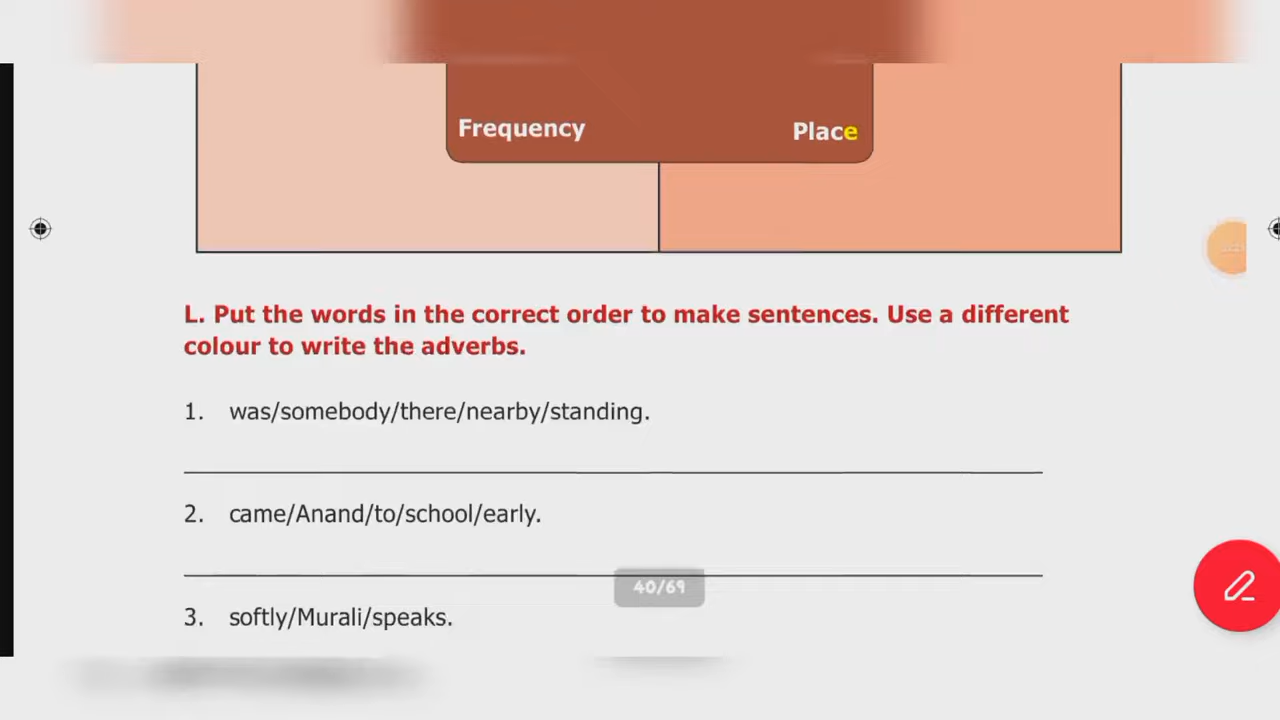 Frequency
Place
L. Put the words in the correct order to make sentences. Use a different
colour to write the adverbs.
1. was/somebody/there/nearby/standing.
2. came/Anand/to/school/early.
40/69
3. softly/Murali/speaks.